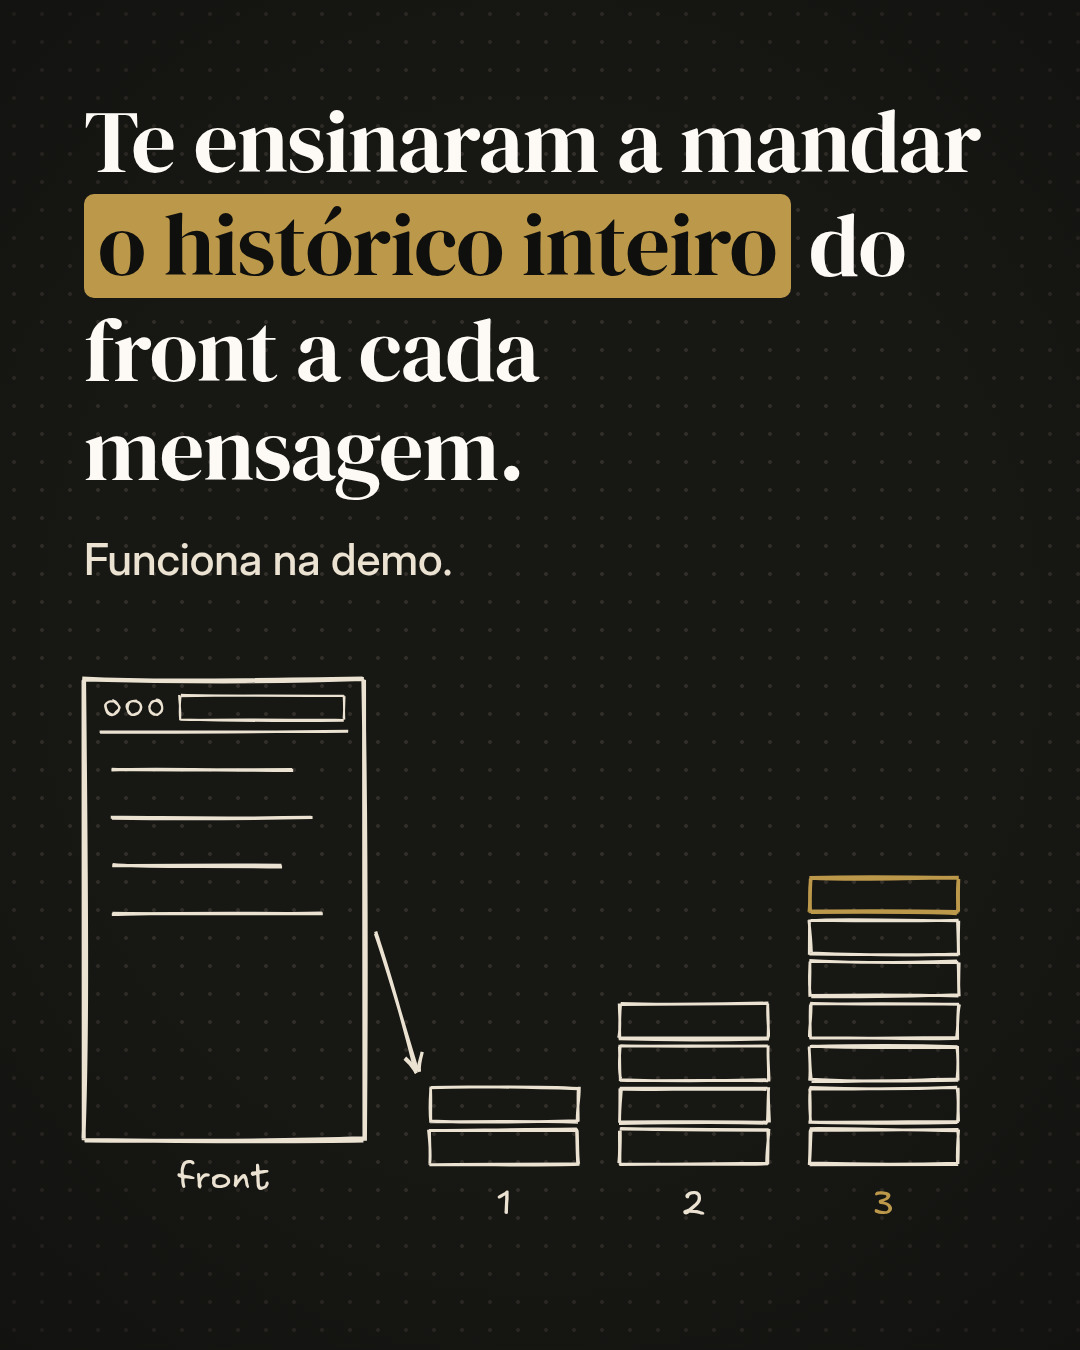 Te ensinaram a mandar
o histórico inteiro do
front a cada
mensagem.
Funciona na demo.
front
1
2
3